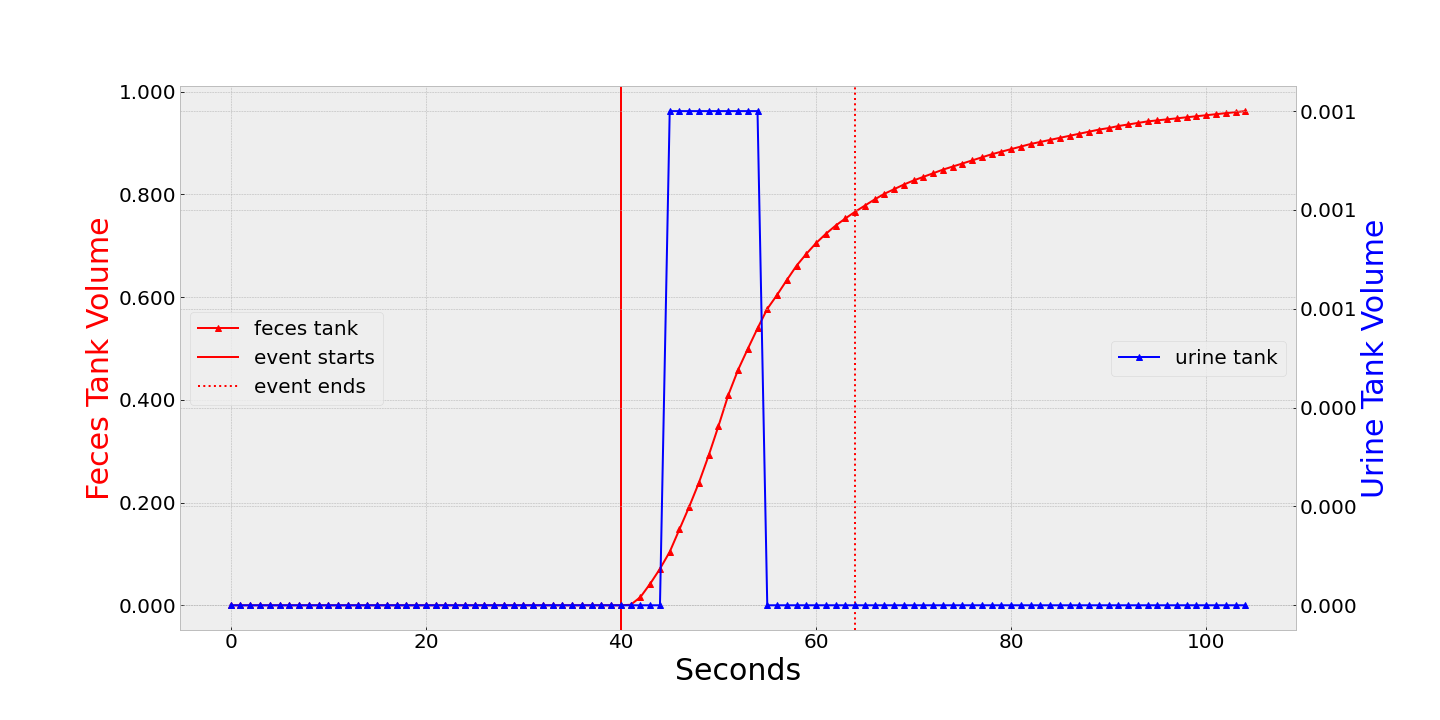 Feces Tank Volume
1.000
0.800
0.600
0.400
0.200
0.000
feces tank
event starts
event ends
urine tank
0.001
0.001
0.001
0.000
0.000
0.000
Urine Tank Volume
0 20 40 60 80 100
Seconds